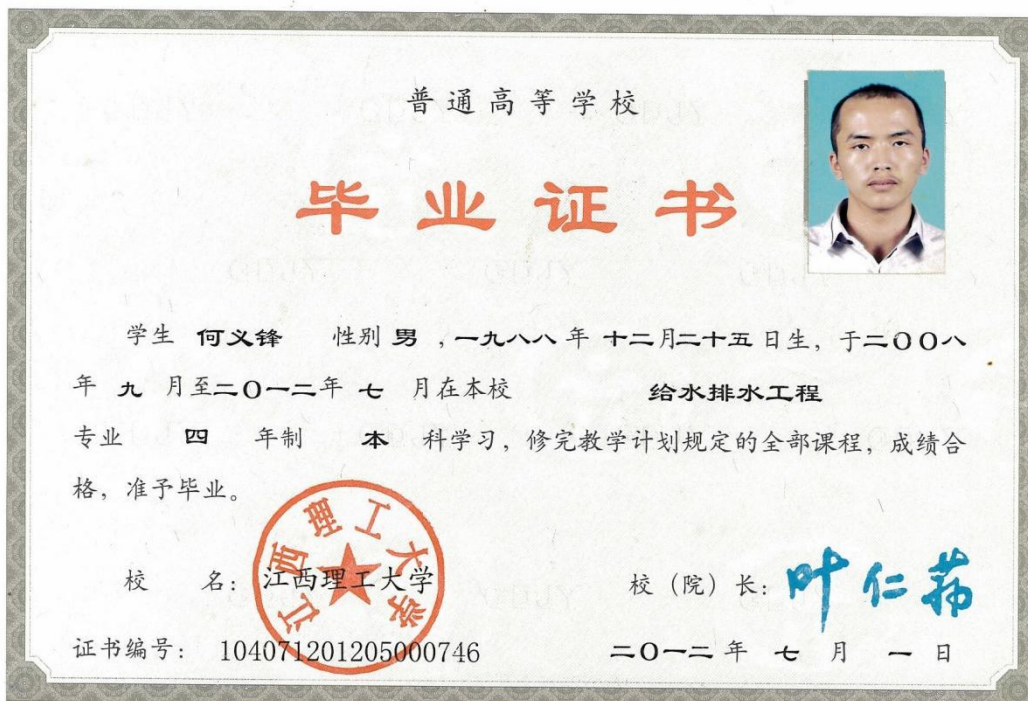 普通高等学校
毕业证书
学生 何义锋 性别 男 ，一九八八 年 十二月二十五 日生，于二〇〇八
年 九 月至二〇一二年 七 月在本校 给水排水工程
专业 四 年制 本 科学习，修完教学计划规定的全部课程，成绩合
格，准予毕业。
江西理工大学
校 名：江西理工大学 校（院）长：叶仁荪
证书编号：104071201205000746 二〇一二 年 七 月 一 日